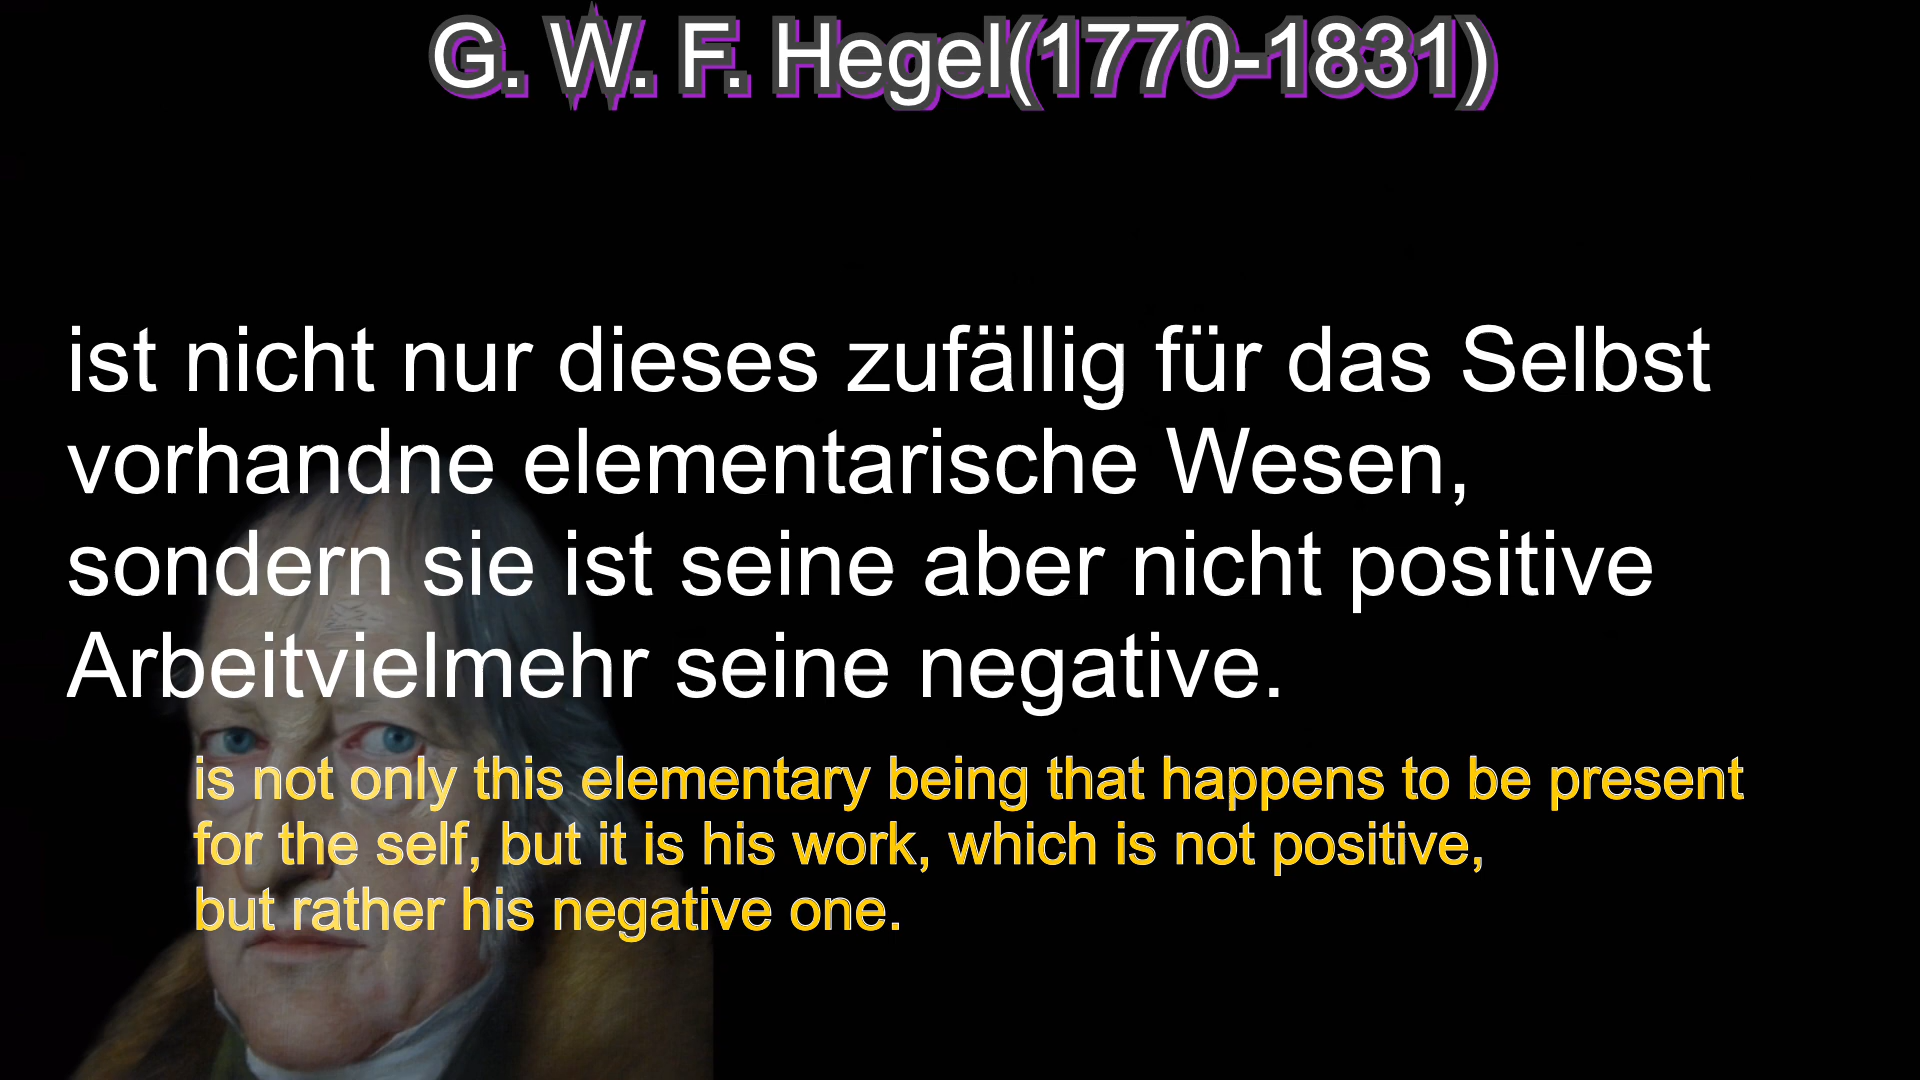 G. W. F. Hegel(1770-1831)
ist nicht nur dieses zufällig für das Selbst
vorhandne elementarische Wesen,
sondern sie ist seine aber nicht positive
Arbeitvielmehr seine negative.
is not only this elementary being that happens to be present
for the self, but it is his work, which is not positive,
but rather his negative one.